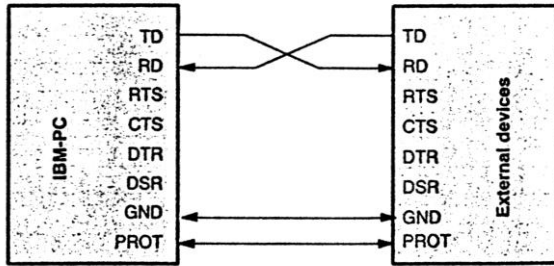 IBM-PC
TD
RD
RTS
CTS
DTR
DSR
GND
PROT
TD
RD
RTS
CTS
DTR
DSR
GND
PROT
External devices